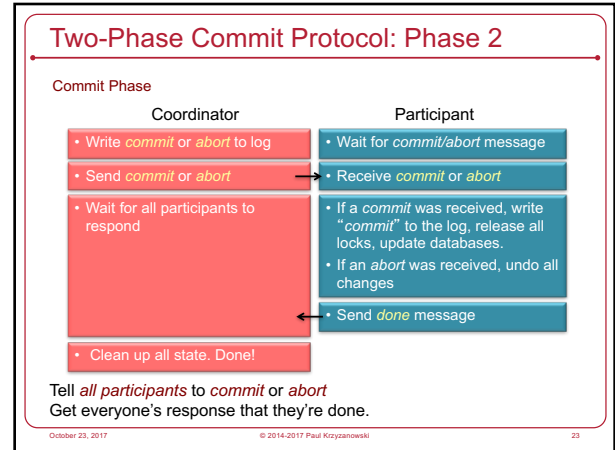 Two-Phase Commit Protocol: Phase 2
Commit Phase
Coordinator
Participant
• Write commit or abort to log
• Wait for commit/abort message
• Send commit or abort
• Receive commit or abort
• Wait for all participants to
respond
• If a commit was received, write
“commit” to the log, release all
locks, update databases.
• If an abort was received, undo all
changes
• Send done message
• Clean up all state. Done!
Tell all participants to commit or abort
Get everyone’s response that they’re done.
October 23, 2017
© 2014-2017 Paul Krzyzanowski
23